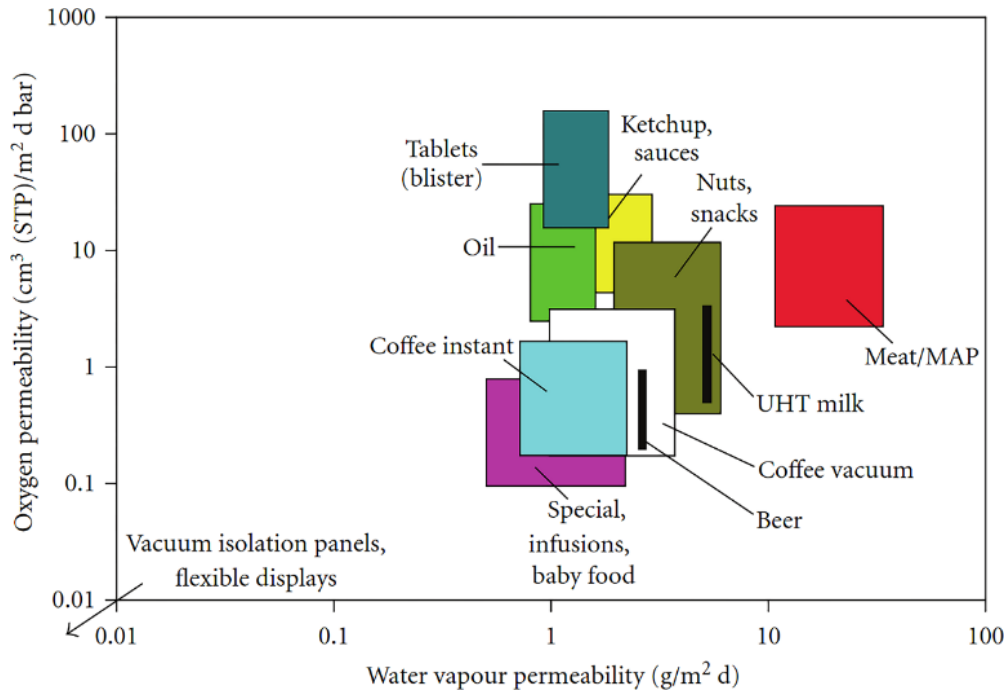 Oxygen permeability (cm³ (STP)/m² d bar)
1000
100
10
1
0.1
0.01
Tablets
(blister)
Ketchup,
sauces
Nuts,
snacks
Oil
Coffee instant
Meat/MAP
UHT milk
Coffee vacuum
Beer
Special,
infusions,
baby food
Vacuum isolation panels,
flexible displays
0.01
0.1
1
10
100
Water vapour permeability (g/m² d)